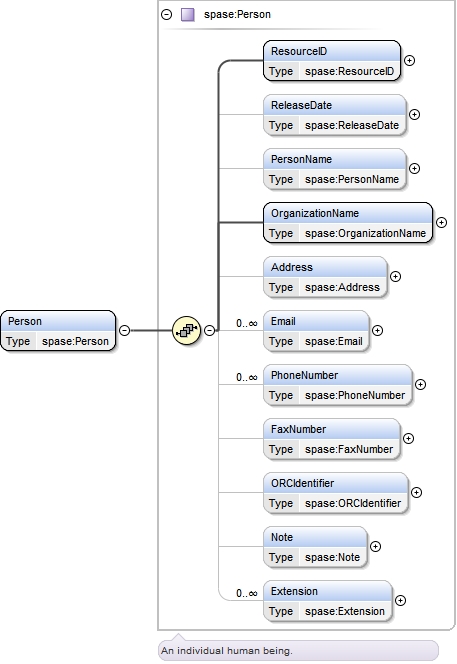 spase:Person
ResourceID
Type spase:ResourceID
ReleaseDate
Type spase:ReleaseDate
PersonName
Type spase:PersonName
OrganizationName
Type spase:OrganizationName
Address
Type spase:Address
Person
Type spase:Person
0..∞ Email
Type spase:Email
0..∞ PhoneNumber
Type spase:PhoneNumber
FaxNumber
Type spase:FaxNumber
ORCIdentifier
Type spase:ORCIdentifier
Note
Type spase:Note
0..∞ Extension
Type spase:Extension
An individual human being.